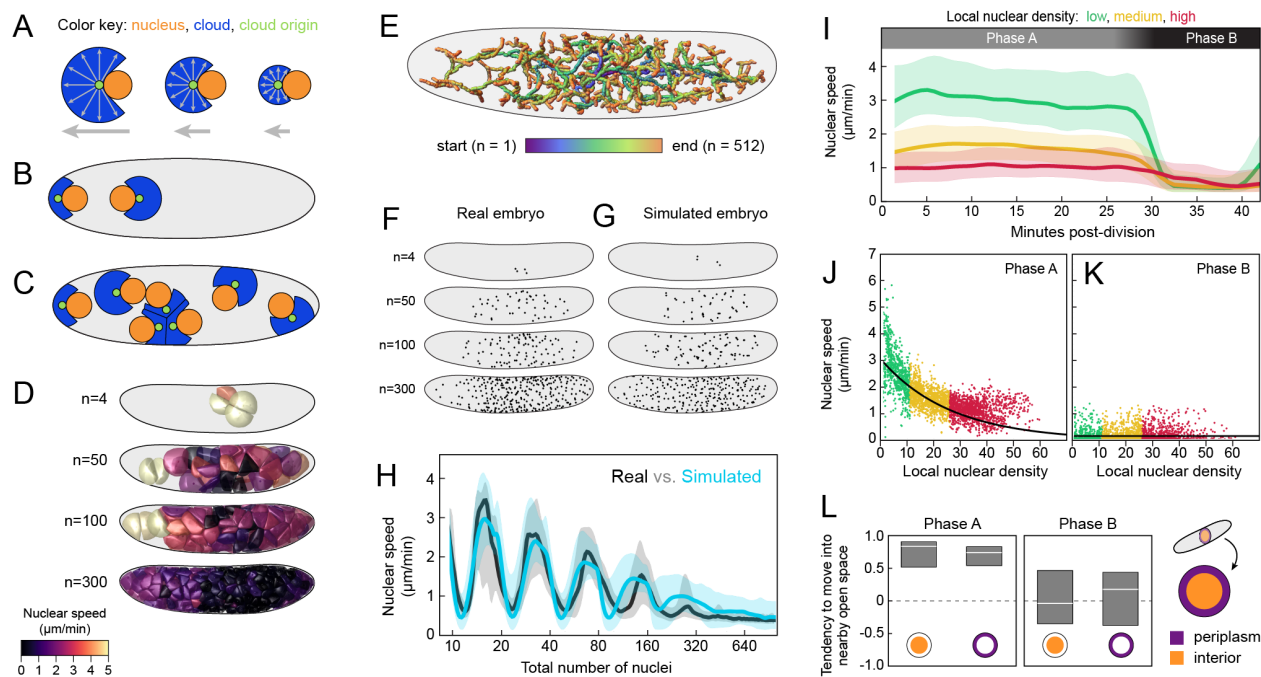 A
Color key: nucleus, cloud, cloud origin
B
C
D
n=4
n=50
n=100
n=300
Nuclear speed
(μm/min)
0 1 2 3 4 5
E
start (n = 1)
end (n = 512)
F
Real embryo
G
Simulated embryo
n=4
n=50
n=100
n=300
H
Real vs. Simulated
Nuclear speed
(μm/min)
4
3
2
1
0
10 20 40 80 160 320 640
Total number of nuclei
I
Local nuclear density: low, medium, high
Phase A
Phase B
Nuclear speed
(μm/min)
4
3
2
1
0
0 5 10 15 20 25 30 35 40
Minutes post-division
J
Phase A
Nuclear speed
(μm/min)
7
6
5
4
3
2
1
0
0 10 20 30 40 50 60
Local nuclear density
K
Phase B
0 10 20 30 40 50 60
Local nuclear density
L
Phase A
Phase B
Tendency to move into
nearby open space
1.0
0.5
0
-0.5
-1.0
periplasm
interior